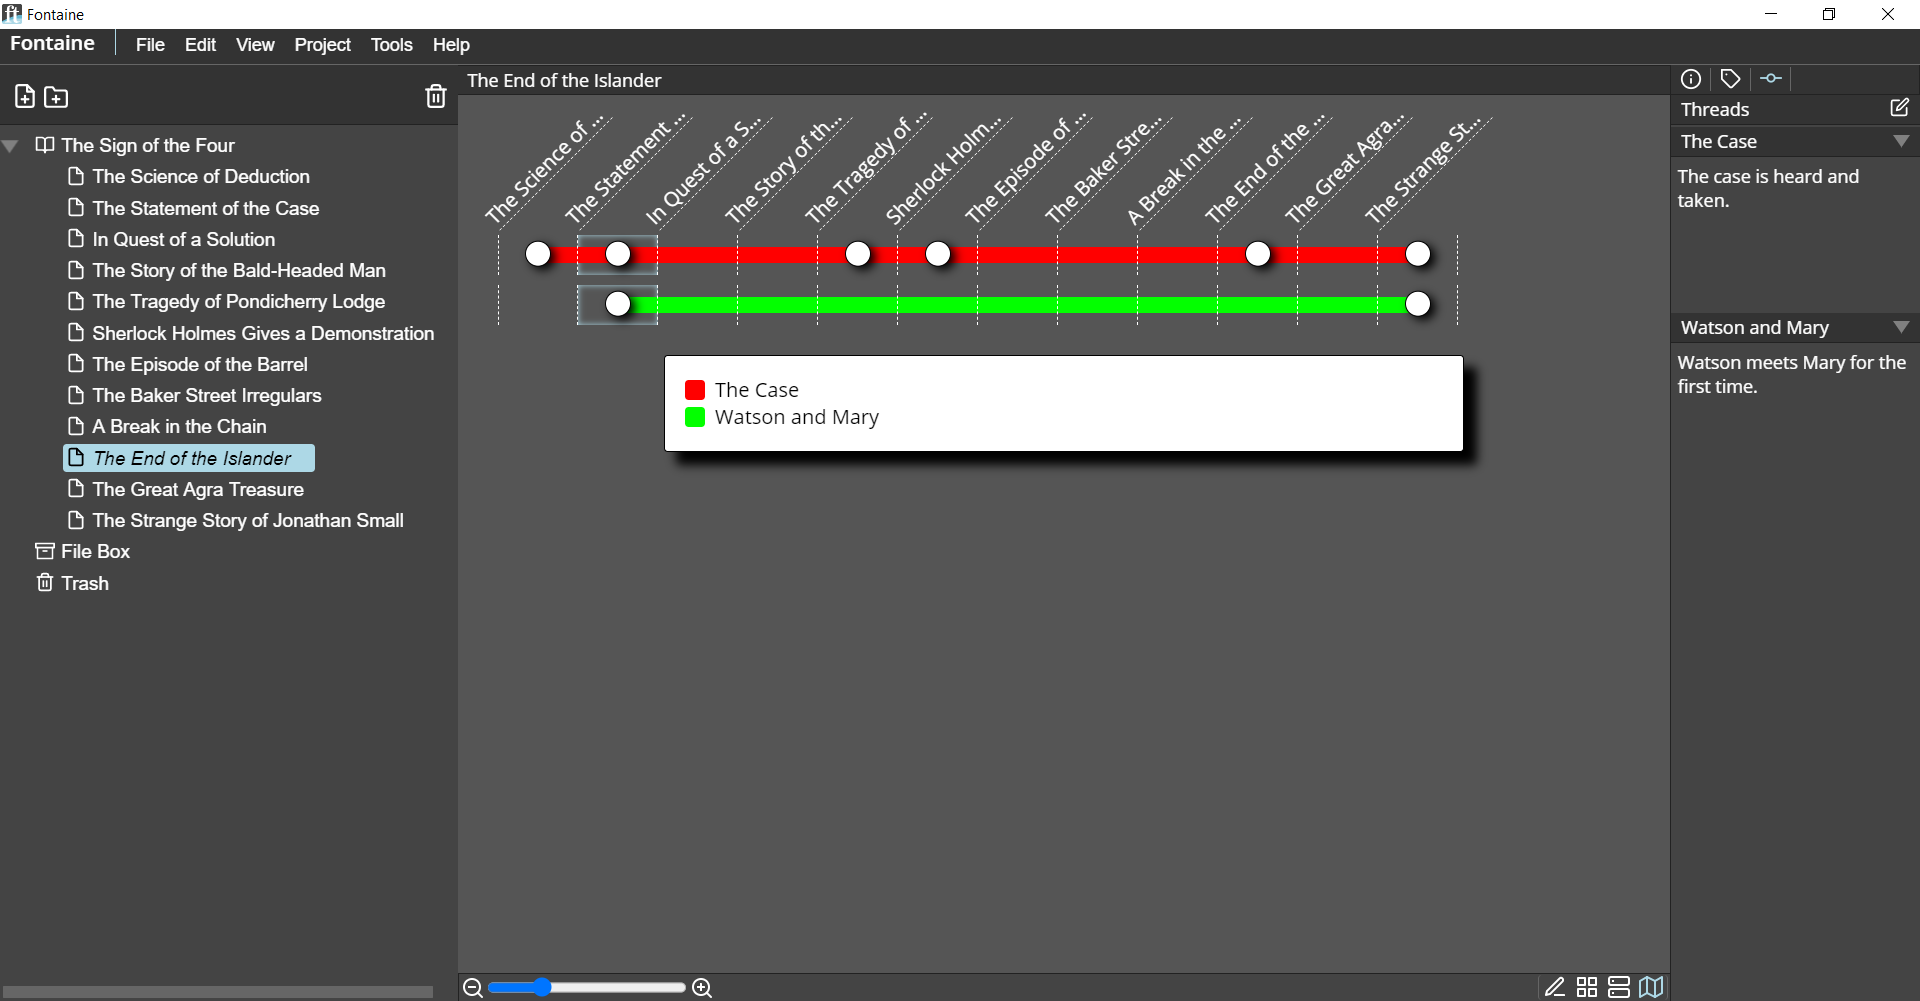 Fontaine
Fontaine File Edit View Project Tools Help
The Sign of the Four
The Science of Deduction
The Statement of the Case
In Quest of a Solution
The Story of the Bald-Headed Man
The Tragedy of Pondicherry Lodge
Sherlock Holmes Gives a Demonstration
The Episode of the Barrel
The Baker Street Irregulars
A Break in the Chain
The End of the Islander
The Great Agra Treasure
The Strange Story of Jonathan Small
File Box
Trash
The End of the Islander
The Science of ...
The Statement ...
In Quest of a S...
The Story of th...
The Tragedy of ...
Sherlock Holm...
The Episode of ...
The Baker Stre...
A Break in the ...
The End of the ...
The Great Agra...
The Strange St...
The Case
Watson and Mary
Threads
The Case
The case is heard and
taken.
Watson and Mary
Watson meets Mary for the
first time.